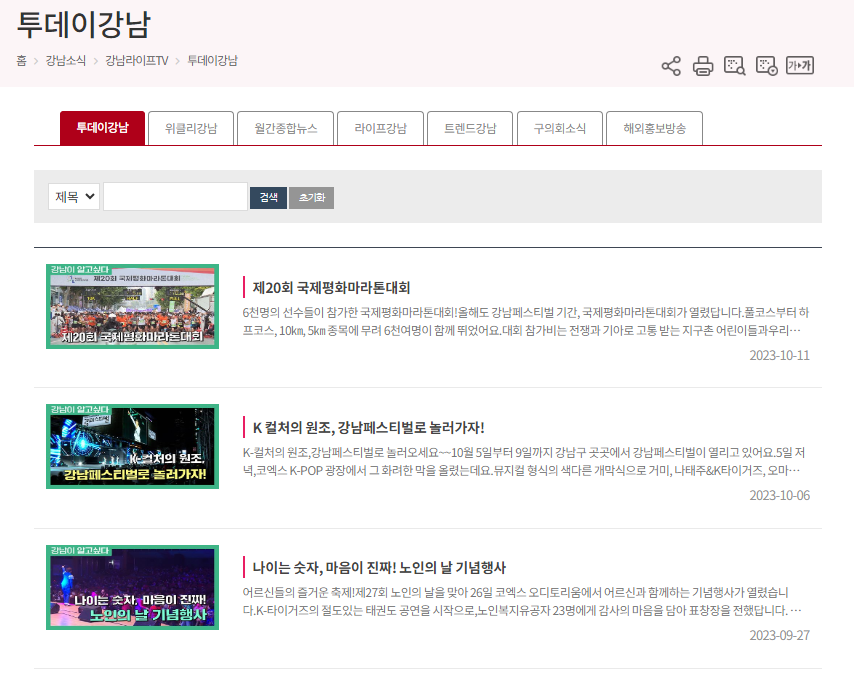 투데이강남
홈 > 강남소식 > 강남라이프TV > 투데이강남
가▸가
투데이강남 위클리강남 월간종합뉴스 라이프강남 트렌드강남 구의회소식 해외홍보방송
제목 검색 초기화
강남이 알고싶다
제20회 국제평화마라톤대회
제20회 국제평화마라톤대회
제20회 국제평화마라톤대회
6천명의 선수들이 참가한 국제평화마라톤대회!올해도 강남페스티벌 기간, 국제평화마라톤대회가 열렸답니다.풀코스부터 하
프코스, 10㎞, 5㎞ 종목에 무려 6천여명이 함께 뛰었어요.대회 참가비는 전쟁과 기아로 고통 받는 지구촌 어린이들과우리…
2023-10-11
강남이 알고싶다
K-컬처의 원조,
강남페스티벌로 놀러가자!
K 컬처의 원조, 강남페스티벌로 놀러가자!
K-컬처의 원조,강남페스티벌로 놀러오세요~~10월 5일부터 9일까지 강남구 곳곳에서 강남페스티벌이 열리고 있어요.5일 저
녁,코엑스 K-POP 광장에서 그 화려한 막을 올렸는데요.뮤지컬 형식의 색다른 개막식으로 거미, 나태주&K타이거즈, 오마…
2023-10-06
강남이 알고싶다
나이는 숫자, 마음이 진짜!
노인의 날 기념행사
나이는 숫자, 마음이 진짜! 노인의 날 기념행사
어르신들의 즐거운 축제!제27회 노인의 날을 맞아 26일 코엑스 오디토리움에서 어르신과 함께하는 기념행사가 열렸습니
다.K-타이거즈의 절도있는 태권도 공연을 시작으로,노인복지유공자 23명에게 감사의 마음을 담아 표창장을 전했답니다. …
2023-09-27